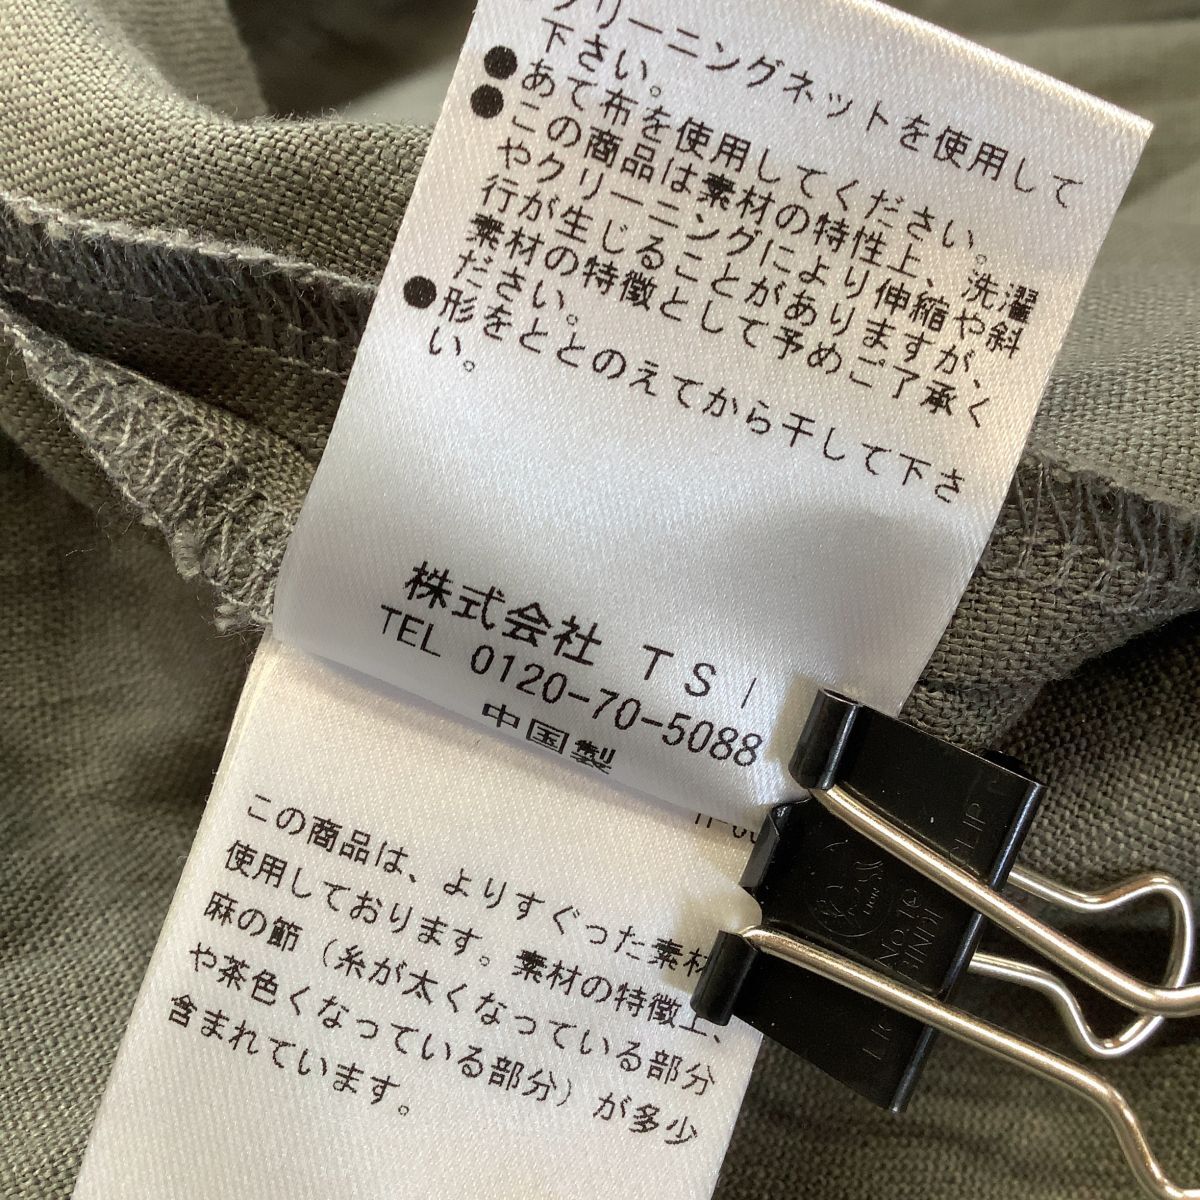 クリーニングネットを使用して
下さい。
●あて布を使用してください。
●この商品は素材の特性上、洗濯
やクリーニングにより伸縮や斜
行が生じることがありますが、
素材の特徴として予めご了承く
ださい。
●形をととのえてから干して下さ
い。
株式会社 TSI
TEL 0120-70-5088
中国製
この商品は、よりすぐった素材
使用しております。素材の特徴上、
麻の節（糸が太くなっている部分
や茶色くなっている部分）が多少
含まれています。
LION
NO.19